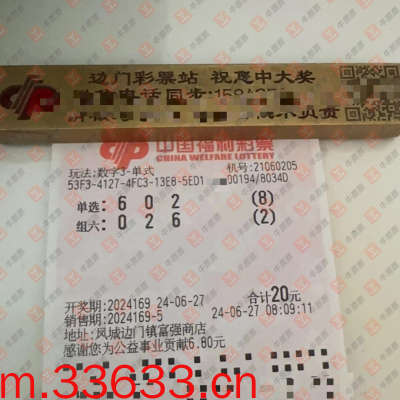 边门彩票站 祝您中大奖
中国福利彩票
CHINA WELFARE LOTTERY
玩法:数字3-单式 机号:21060205
53F3-4127-4FC3-13E8-5ED1 00194/8034D
单选: 6 0 2 (8)
组六: 0 2 6 (2)
开奖期:2024169 24-06-27 合计20元
销售期:2024169-5 24-06-27 08:09:11
地址:凤城边门镇富强商店
感谢您为公益事业贡献6.80元
m.33633.cn